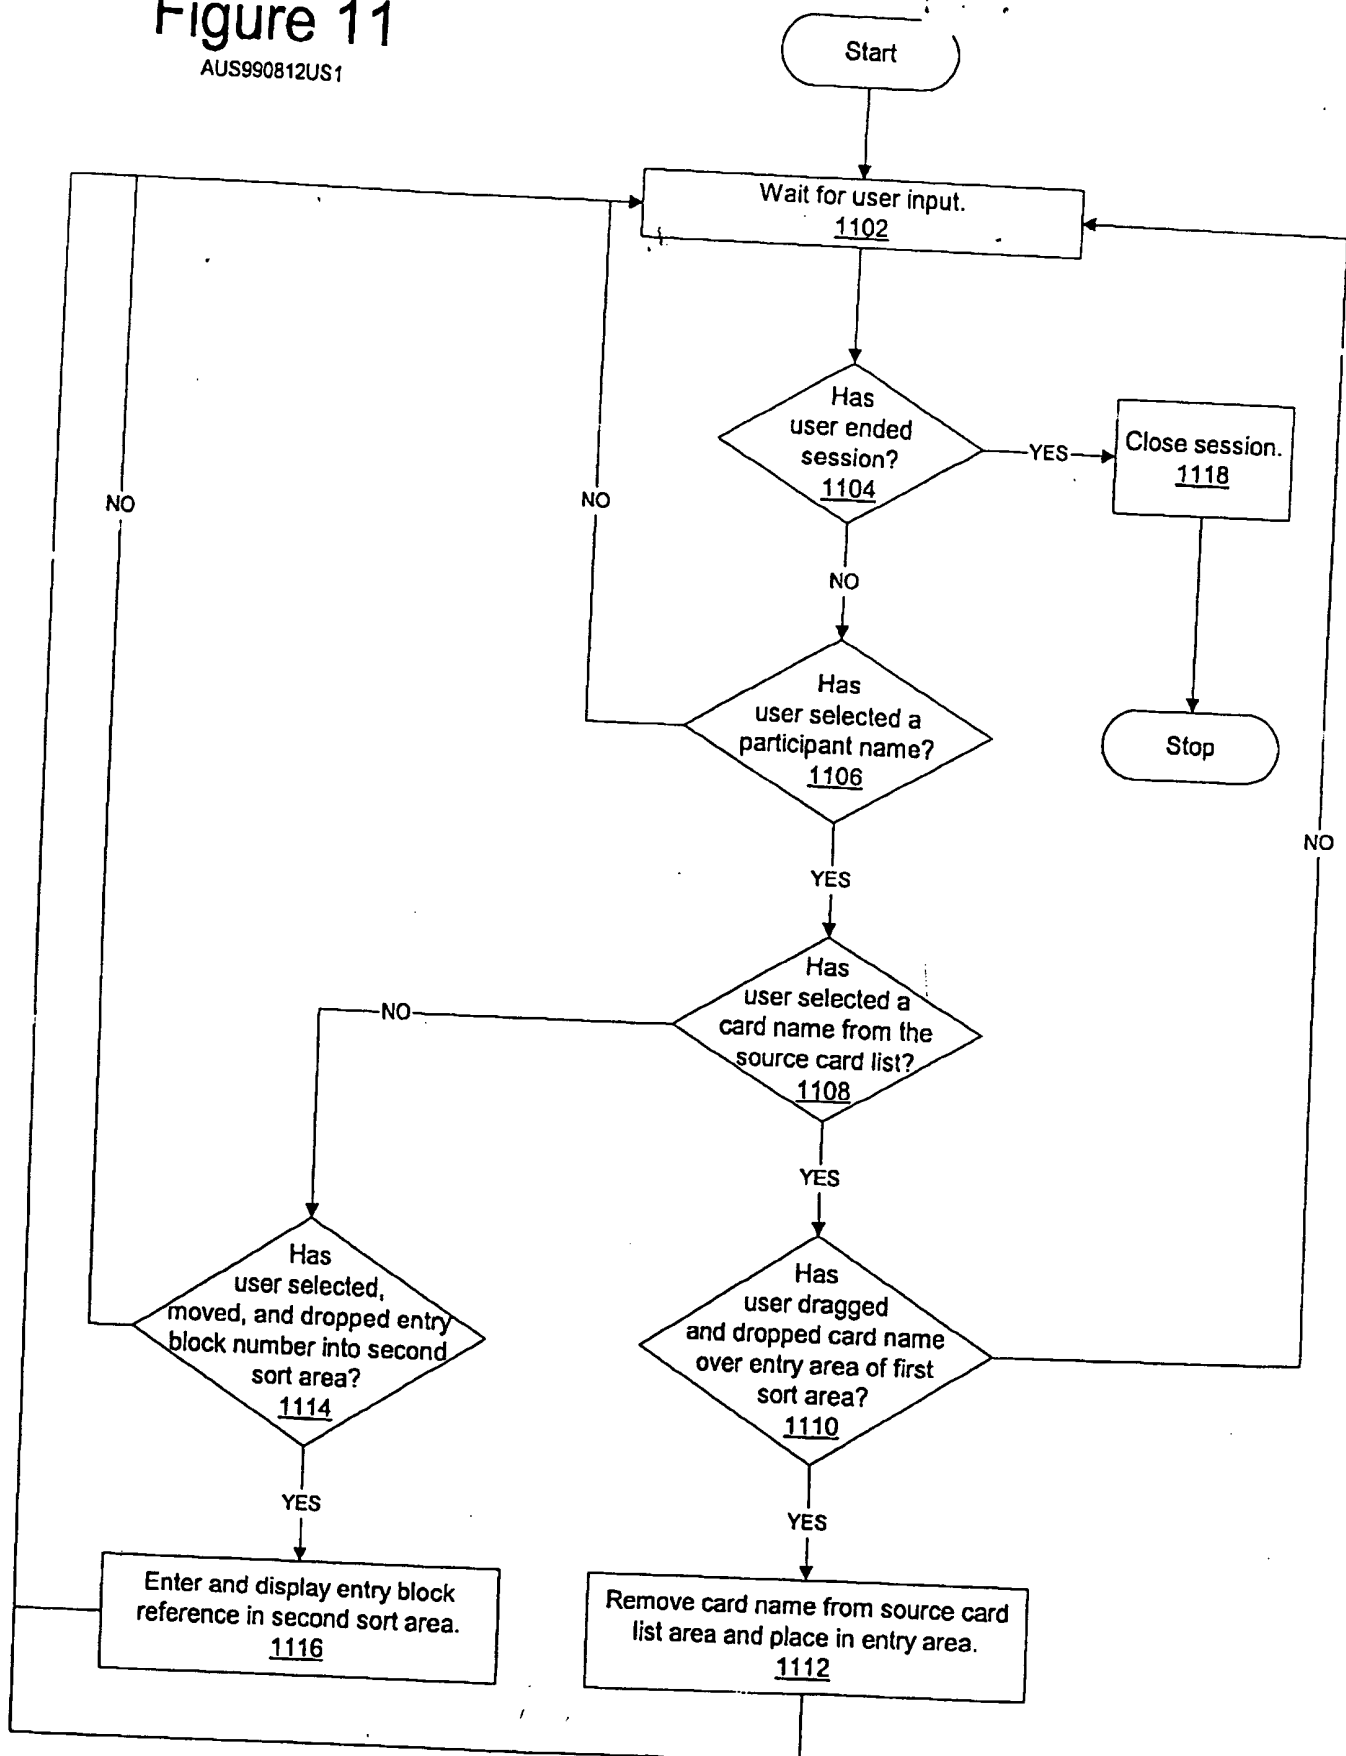 Figure 11
AUS990812US1
Start
Wait for user input.
1102
Has
user ended
session?
1104
YES
Close session.
1118
NO
NO
NO
Has
user selected a
participant name?
1106
Stop
NO
YES
Has
user selected a
card name from the
source card list?
1108
NO
YES
Has
user selected,
moved, and dropped entry
block number into second
sort area?
1114
Has
user dragged
and dropped card name
over entry area of first
sort area?
1110
YES
YES
Enter and display entry block
reference in second sort area.
1116
Remove card name from source card
list area and place in entry area.
1112